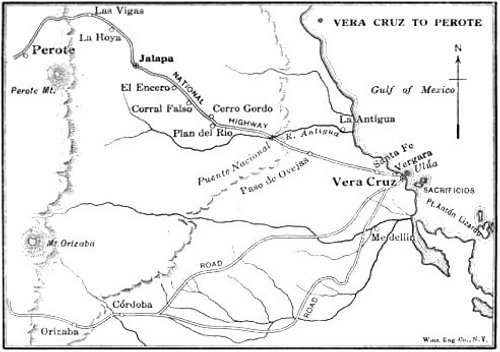 VERA CRUZ TO PEROTE
Las Vigas
La Hoya
Perote
Jalapa
N
Perote Mt.
El Encero
NATIONAL
Gulf of Mexico
Corral Falso
Cerro Gordo
HIGHWAY
La Antigua
Plan del Rio
R. Antigua
Puente Nacional
Santa Fe
Vergara
Paso de Ovejas
Ulúa
Vera Cruz
SACRIFICIOS
Pt. Antón Lizardo
Mt. Orizaba
Medellin
ROAD
ROAD
Córdoba
Orizaba
Wms. Eng. Co., N.Y.